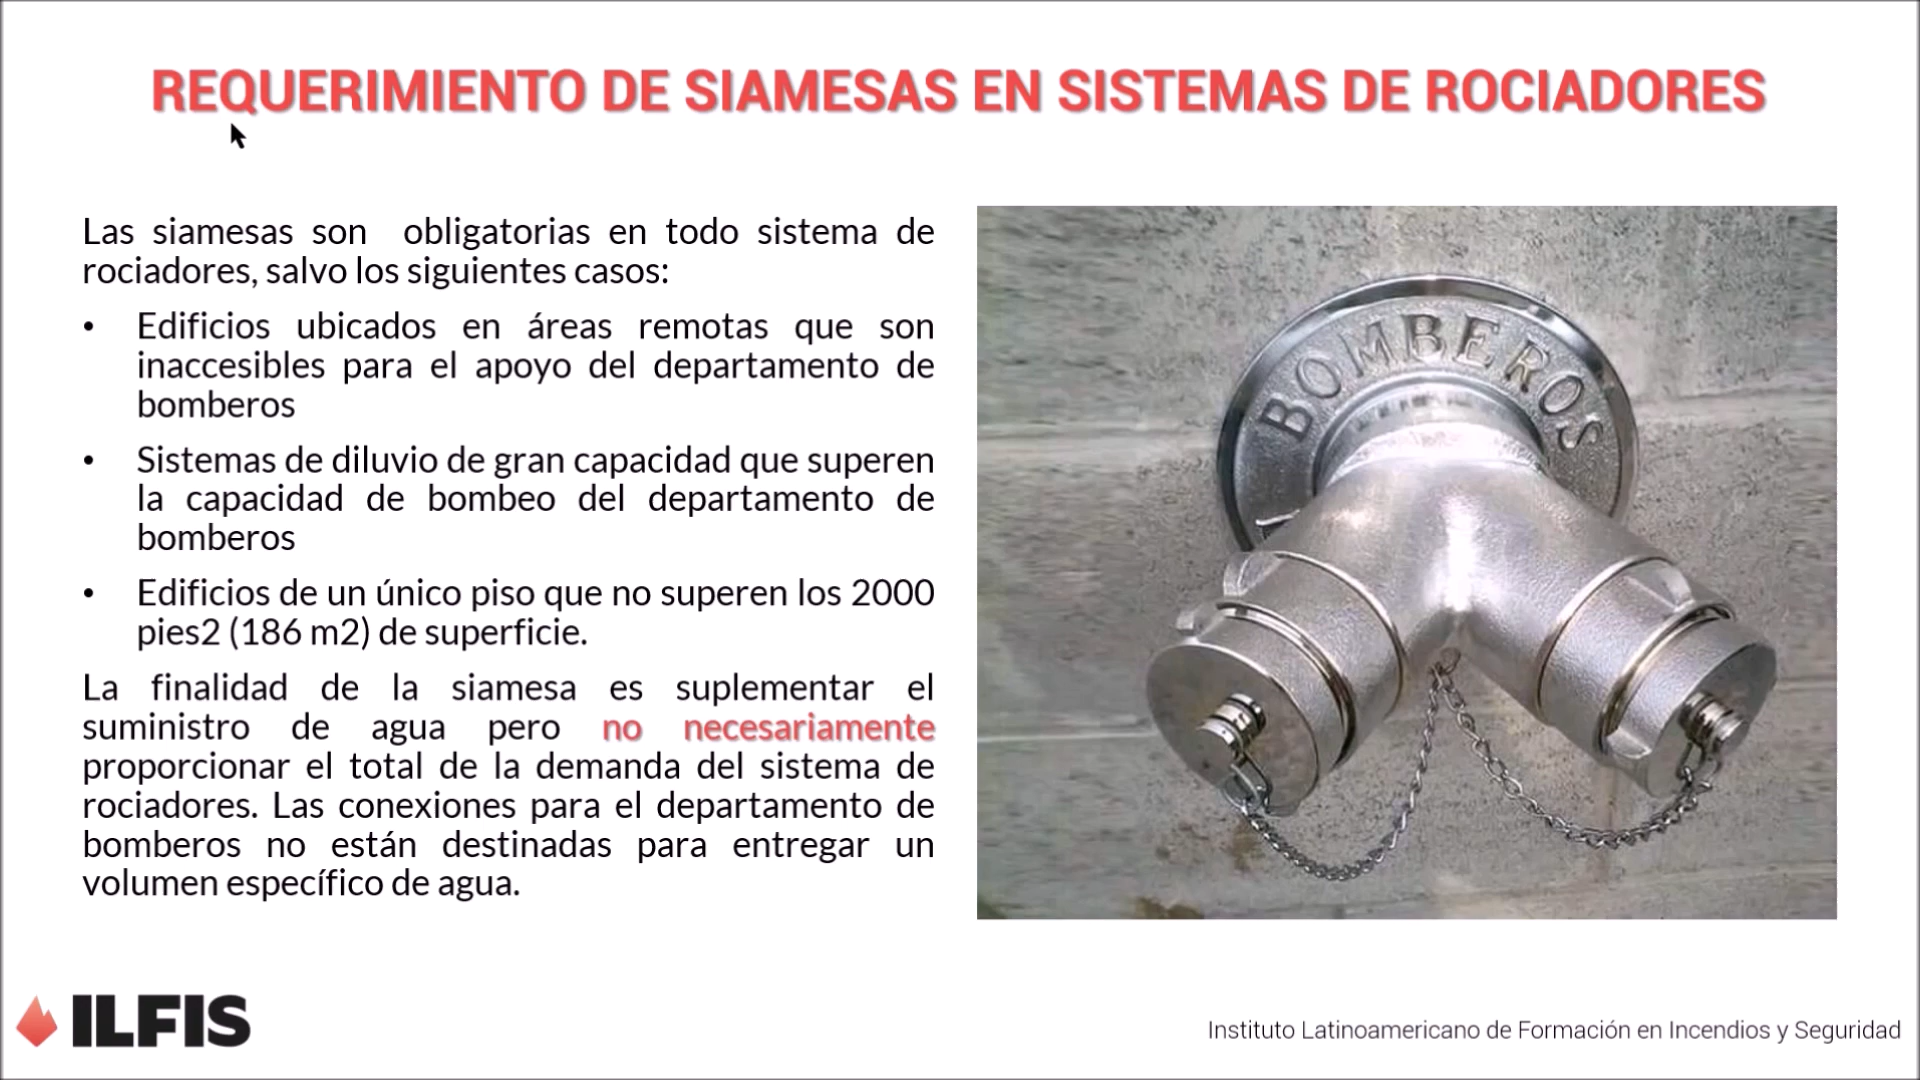 REQUERIMIENTO DE SIAMESAS EN SISTEMAS DE ROCIADORES
Las siamesas son obligatorias en todo sistema de
rociadores, salvo los siguientes casos:
• Edificios ubicados en áreas remotas que son
inaccesibles para el apoyo del departamento de
bomberos
• Sistemas de diluvio de gran capacidad que superen
la capacidad de bombeo del departamento de
bomberos
• Edificios de un único piso que no superen los 2000
pies2 (186 m2) de superficie.
La finalidad de la siamesa es suplementar el
suministro de agua pero no necesariamente
proporcionar el total de la demanda del sistema de
rociadores. Las conexiones para el departamento de
bomberos no están destinadas para entregar un
volumen específico de agua.
BOMBEROS
ILFIS
Instituto Latinoamericano de Formación en Incendios y Seguridad